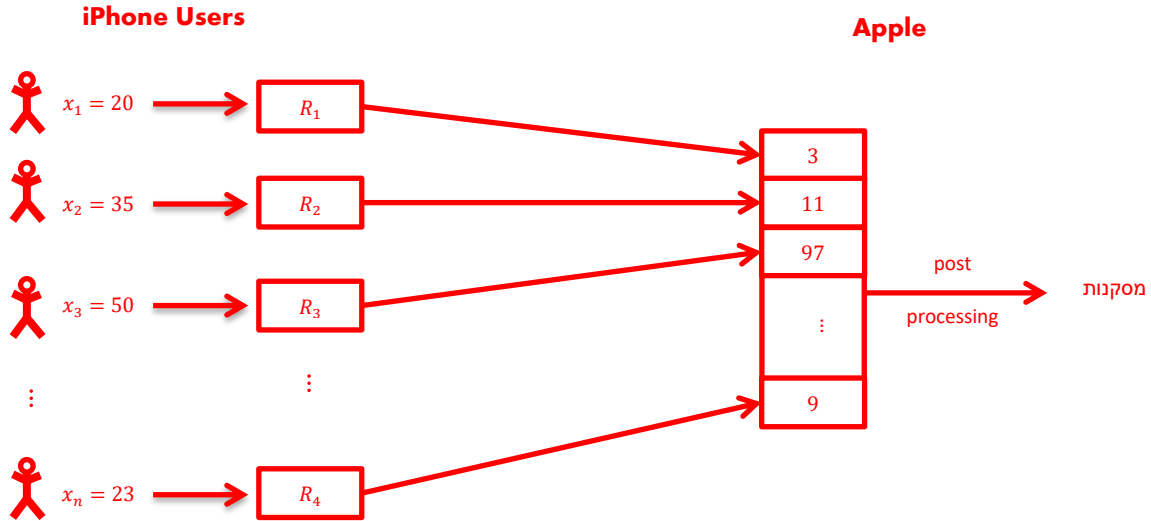 iPhone Users
Apple
x₁ = 20
R₁
3
x₂ = 35
R₂
11
x₃ = 50
R₃
97
post
processing
מסקנות
⋮
⋮
⋮
xₙ = 23
R₄
9